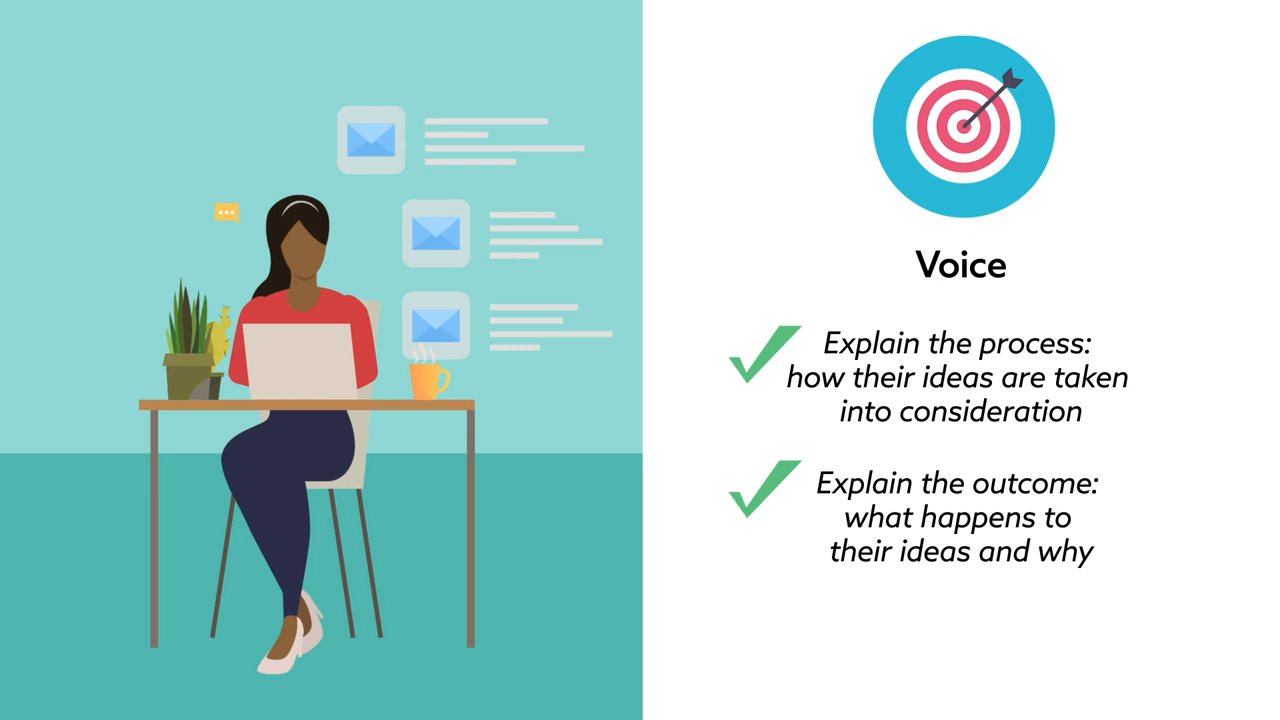 Voice
Explain the process:
how their ideas are taken
into consideration
Explain the outcome:
what happens to
their ideas and why